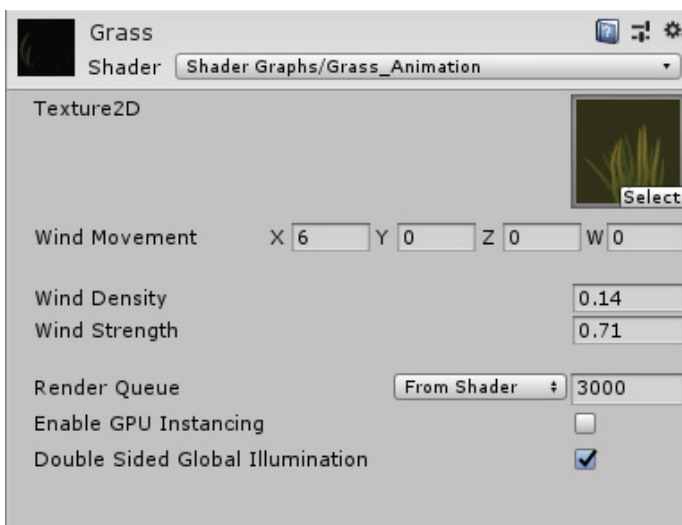 Grass
Shader Shader Graphs/Grass_Animation
Texture2D
Select
Wind Movement X 6 Y 0 Z 0 W 0
Wind Density 0.14
Wind Strength 0.71
Render Queue From Shader 3000
Enable GPU Instancing
Double Sided Global Illumination